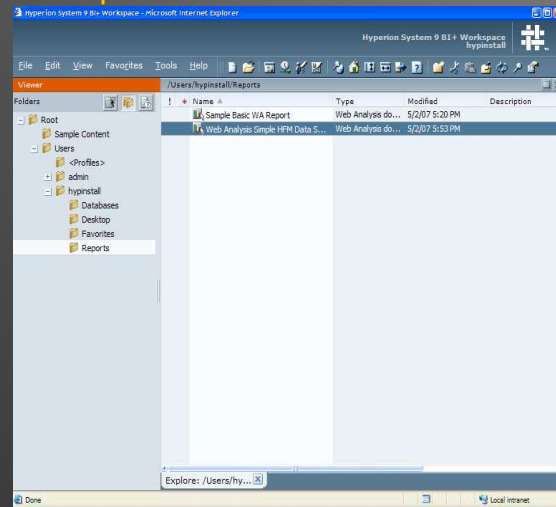 Hyperion System 9 BI+ Workspace - Microsoft Internet Explorer
Hyperion System 9 BI+ Workspace
hypinstall
File Edit View Favorites Tools Help
Viewer
/Users/hypinstall/Reports
Folders
! Name Type Modified Description
Root
Sample Content
Users
<Profiles>
admin
hypinstall
Databases
Desktop
Favorites
Reports
Sample Basic WA Report Web Analysis do... 5/2/07 5:20 PM
Web Analysis Simple HFM Data S... Web Analysis do... 5/2/07 5:53 PM
Explore: /Users/hy...
Done
Local intranet